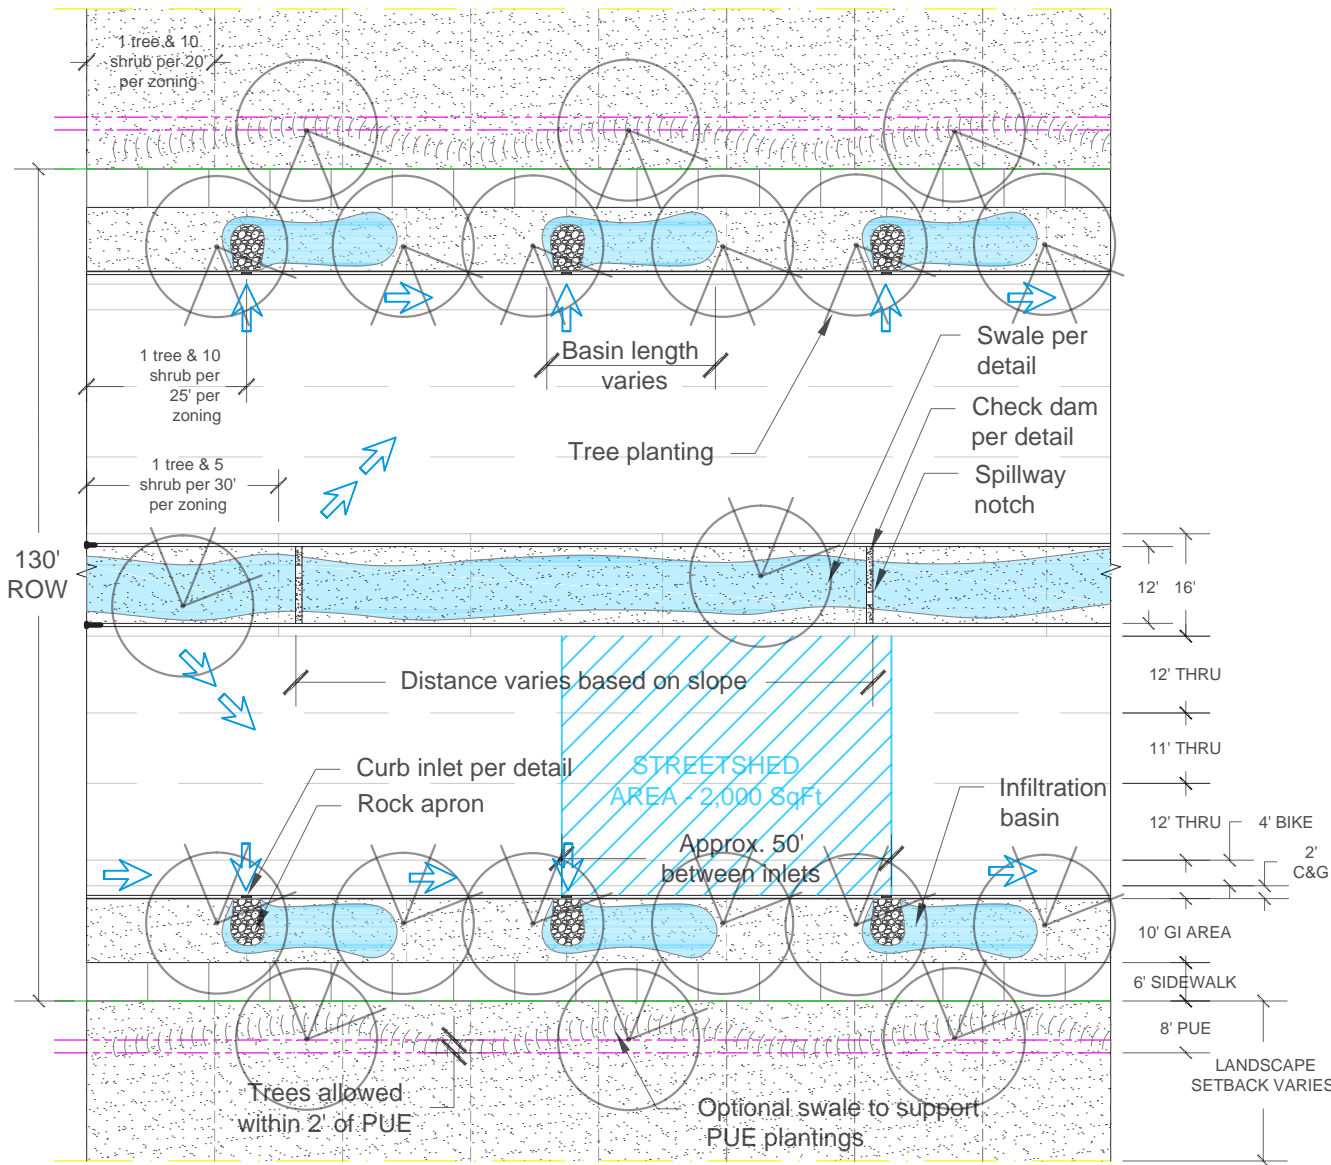 1 tree & 10
shrub per 20'
per zoning
1 tree & 10
shrub per
25' per
zoning
Basin length
varies
Swale per
detail
Check dam
per detail
Tree planting
Spillway
notch
1 tree & 5
shrub per 30'
per zoning
130'
ROW
12'
16'
Distance varies based on slope
12' THRU
11' THRU
Curb inlet per detail
Rock apron
STREETSHED
AREA - 2,000 SqFt
Infiltration
basin
Approx. 50'
between inlets
12' THRU
4' BIKE
2'
C&G
10' GI AREA
6' SIDEWALK
8' PUE
LANDSCAPE
SETBACK VARIES
Trees allowed
within 2' of PUE
Optional swale to support
PUE plantings